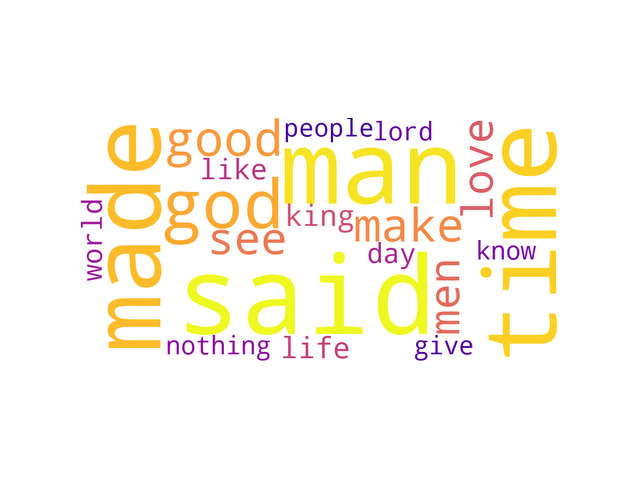 people
lord
good
man
love
time
made
like
god
world
king
make
see
day
know
said
men
nothing
life
give